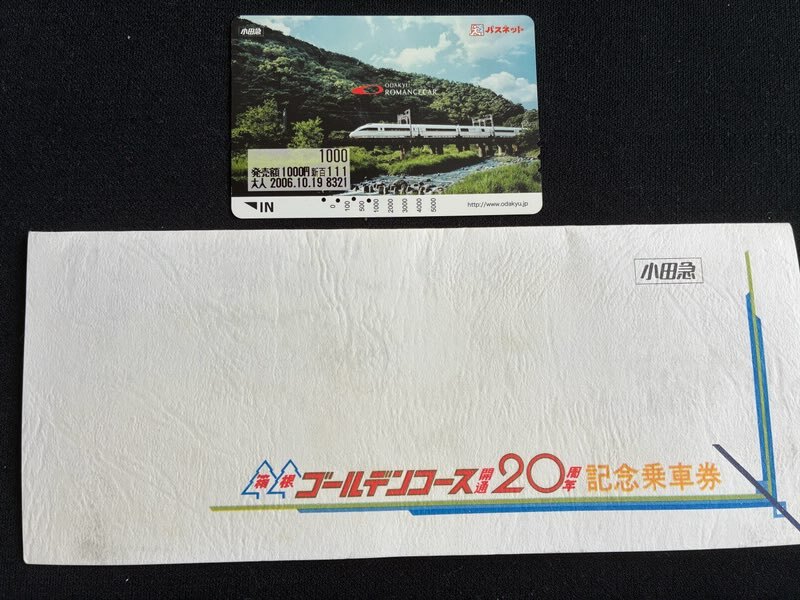 小田急
パスネット
ODAKYU
ROMANCECAR
1000
発売額 1000円 新百 111
大人 2006.10.19 8321
IN
0 100 500 1000 2000 3000 4000 5000
http://www.odakyu.jp
小田急
箱根 ゴールデンコース 開通 20周年 記念乗車券